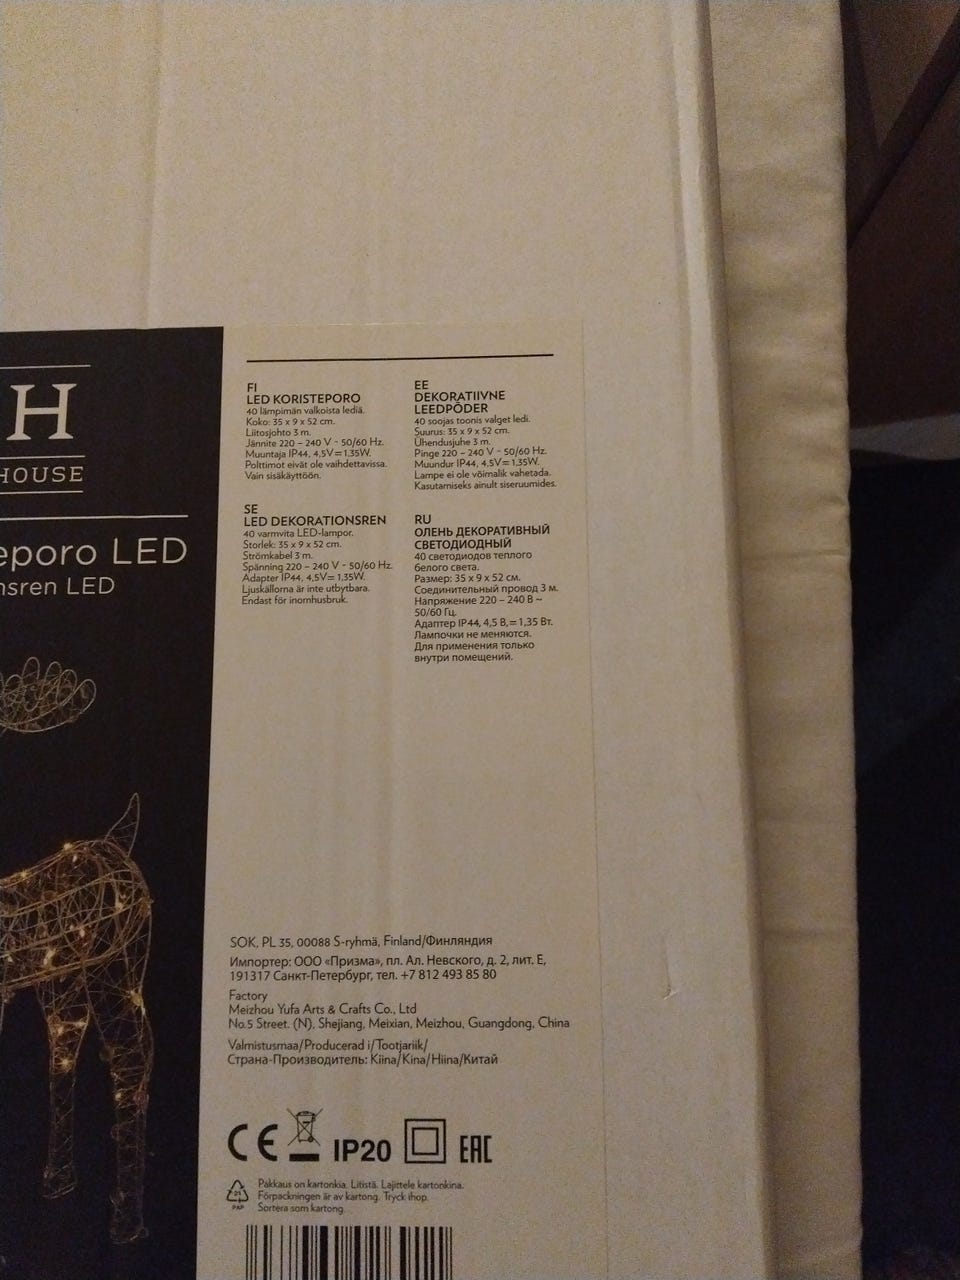 H
HOUSE
eporo LED
nsren LED
FI
LED KORISTEPORO
40 lämpimän valkoista lediä.
Koko: 35 x 9 x 52 cm.
Liitosjohto 3 m.
Jännite 220 – 240 V ~ 50/60 Hz.
Muuntaja IP44, 4,5V=1,35W.
Polttimot eivät ole vaihdettavissa.
Vain sisäkäyttöön.
SE
LED DEKORATIONSREN
40 varmvita LED-lampor.
Storlek: 35 x 9 x 52 cm.
Strömkabel 3 m.
Spänning 220 – 240 V ~ 50/60 Hz.
Adapter IP44, 4,5V= 1,35W.
Ljuskällorna är inte utbytbara.
Endast för inomhusbruk.
EE
DEKORATIIVNE
LEEDPÕDER
40 soojas toonis valget ledi.
Suurus: 35 x 9 x 52 cm.
Ühendusjuhe 3 m.
Pinge 220 – 240 V ~ 50/60 Hz.
Muundur IP44, 4,5V=1,35W.
Lampe ei ole võimalik vahetada.
Kasutamiseks ainult siseruumides.
RU
ОЛЕНЬ ДЕКОРАТИВНЫЙ
СВЕТОДИОДНЫЙ
40 светодиодов теплого
белого света.
Размер: 35 x 9 x 52 см.
Соединительный провод 3 м.
Напряжение 220 – 240 В ~
50/60 Гц.
Адаптер IP44, 4,5 В,= 1,35 Вт.
Лампочки не меняются.
Для применения только
внутри помещений.
SOK, PL 35, 00088 S-ryhmä, Finland/Финляндия
Импортер: ООО «Призма», пл. Ал. Невского, д. 2, лит. Е,
191317 Санкт-Петербург, тел. +7 812 493 85 80
Factory
Meizhou Yufa Arts & Crafts Co., Ltd
No.5 Street. (N), Shejiang, Meixian, Meizhou, Guangdong, China
Valmistusmaa/Producerad i/Tootjariik/
Страна-Производитель: Kiina/Kina/Hiina/Китай
CE IP20 EAC
21
PAP
Pakkaus on kartonkia. Litistä. Lajittele kartonkina.
Förpackningen är av kartong. Tryck ihop.
Sortera som kartong.